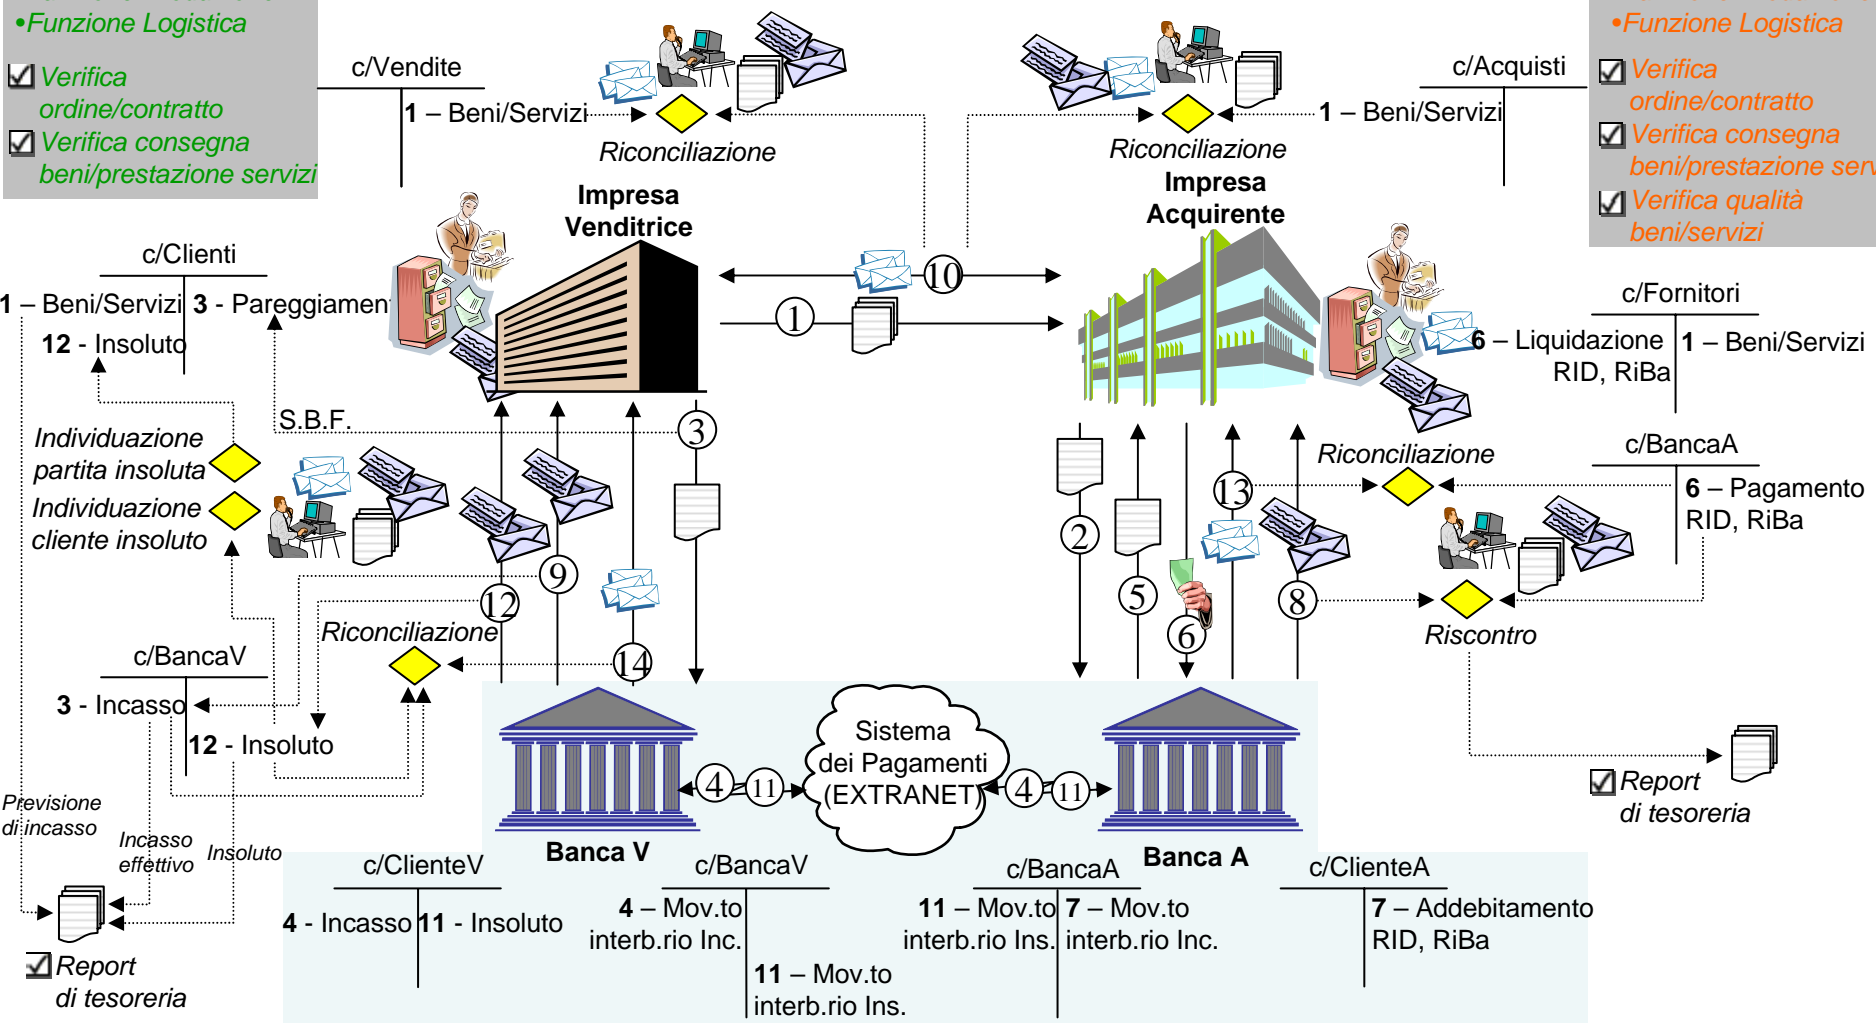 •Funzione Logistica
Verifica
ordine/contratto
Verifica consegna
beni/prestazione servizi
c/Vendite
1 – Beni/Servizi
Riconciliazione
c/Acquisti
1 – Beni/Servizi
Riconciliazione
•Funzione Logistica
Verifica
ordine/contratto
Verifica consegna
beni/prestazione serv
Verifica qualità
beni/servizi
Impresa
Venditrice
Impresa
Acquirente
c/Clienti
1 – Beni/Servizi
3 - Pareggiamen
12 - Insoluto
10
1
c/Fornitori
6 – Liquidazione
RID, RiBa
1 – Beni/Servizi
S.B.F.
3
Individuazione
partita insoluta
Individuazione
cliente insoluto
Riconciliazione
c/BancaA
6 – Pagamento
RID, RiBa
13
2
9
12
5
8
6
14
Riscontro
Riconciliazione
c/BancaV
3 - Incasso
12 - Insoluto
Sistema
dei Pagamenti
(EXTRANET)
4
11
4
11
Report
di tesoreria
Previsione
di incasso
Incasso
effettivo
Insoluto
Banca V
Banca A
Report
di tesoreria
c/ClienteV
4 - Incasso
11 - Insoluto
c/BancaV
4 – Mov.to
interb.rio Inc.
11 – Mov.to
interb.rio Ins.
c/BancaA
11 – Mov.to
interb.rio Ins.
7 – Mov.to
interb.rio Inc.
c/ClienteA
7 – Addebitamento
RID, RiBa